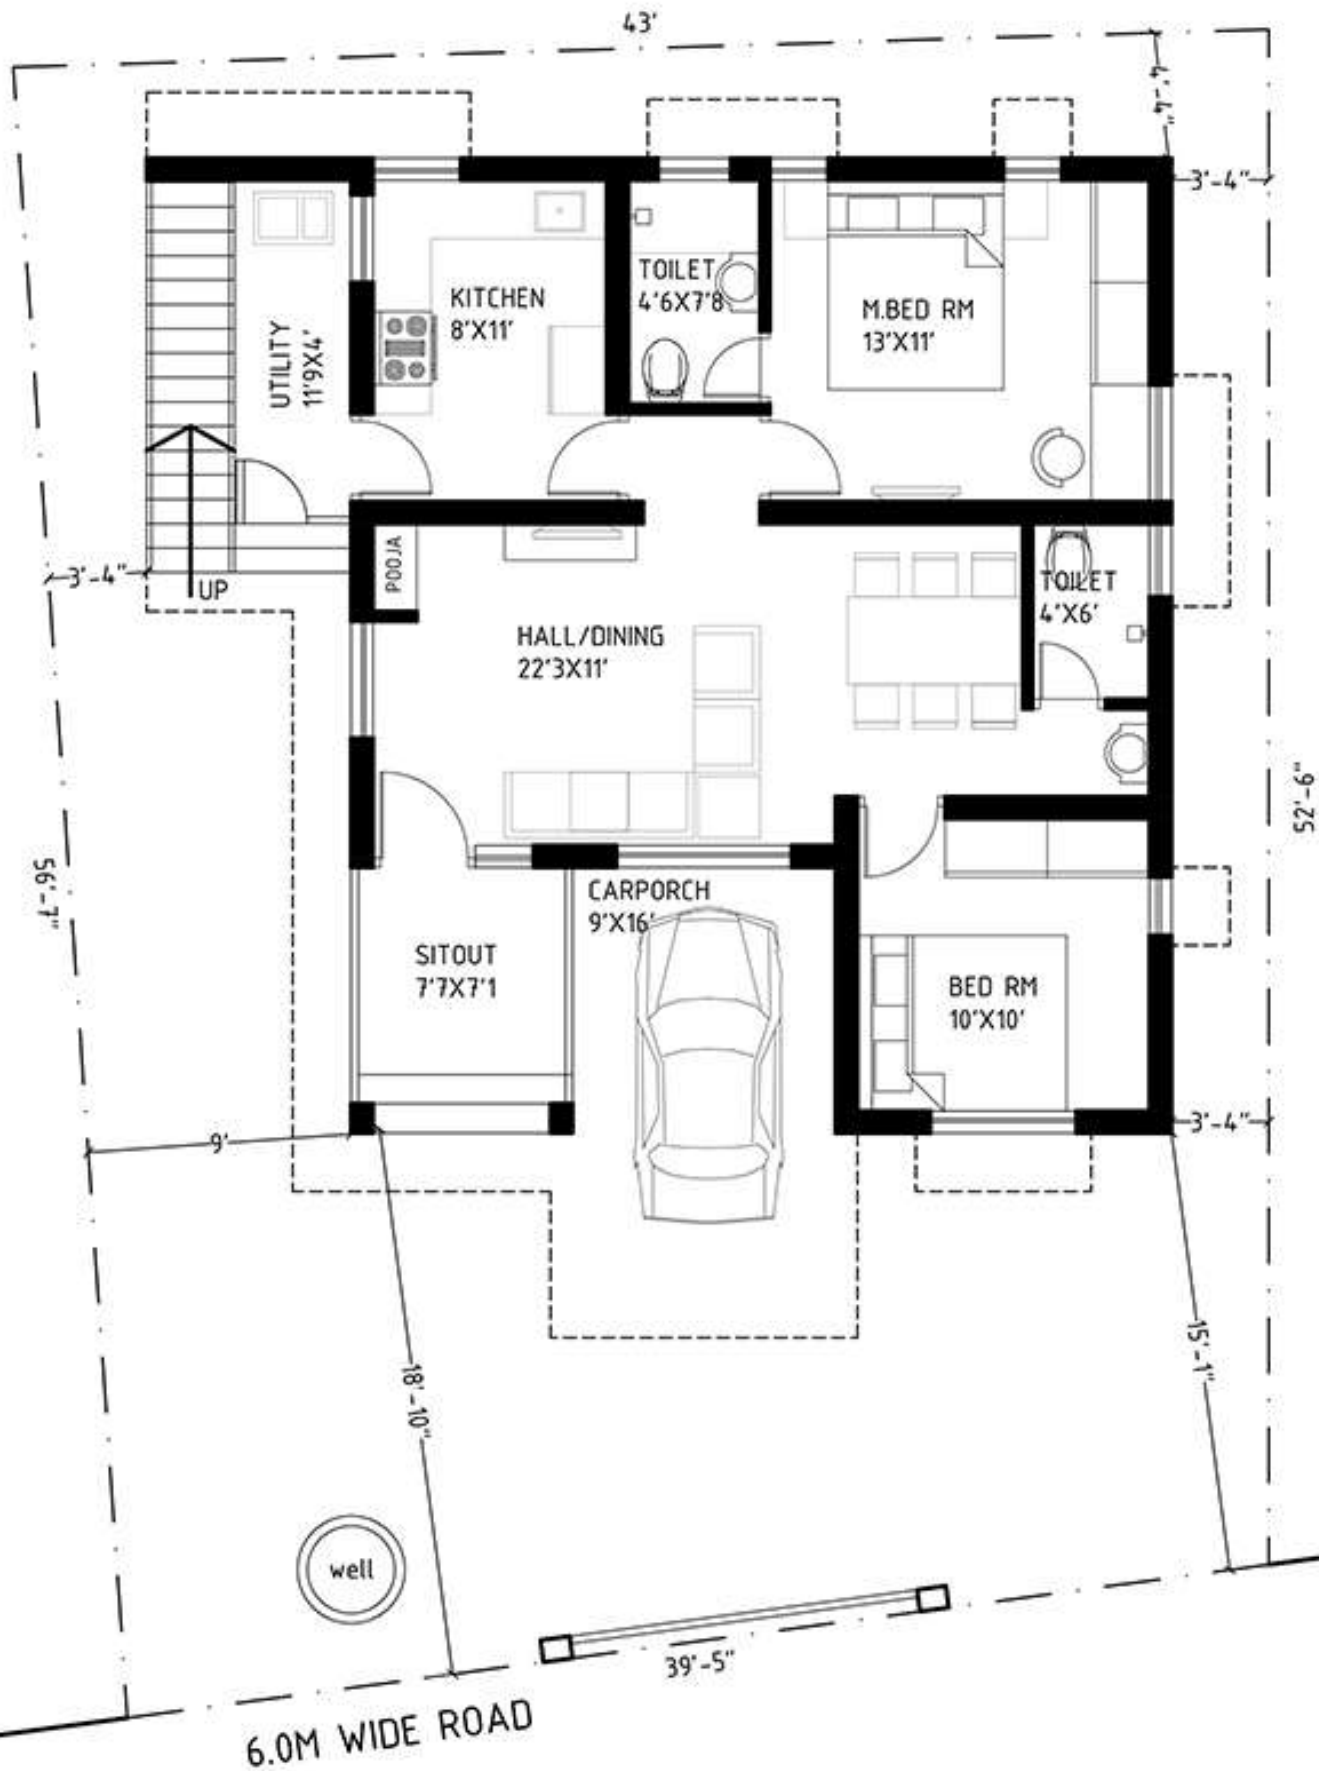 43'
4'-4"
3'-4"
TOILET
4'6X7'8
KITCHEN
8'X11'
M.BED RM
13'X11'
UTILITY
11'9X4'
POOJA
3'-4"
UP
TOILET
4'X6'
HALL/DINING
22'3X11'
52'-6"
56'-7"
CARPORCH
9'X16'
SITOUT
7'7X7'1
BED RM
10'X10'
3'-4"
9'
15'-1"
18'-10"
well
39'-5"
6.0M WIDE ROAD